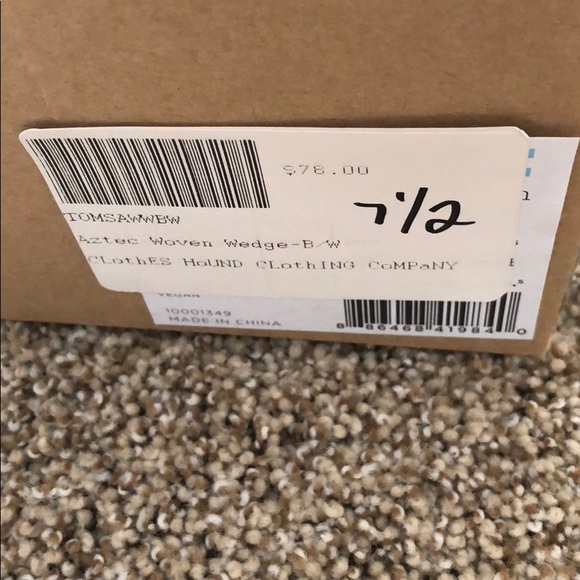 $78.00
7 1/2
TOMSAWWBW
Aztec Woven Wedge-B/W
CLothES HoUND CLothING CoMPaNY
VEGAN
10001349
MADE IN CHINA
8 86468 41984 0